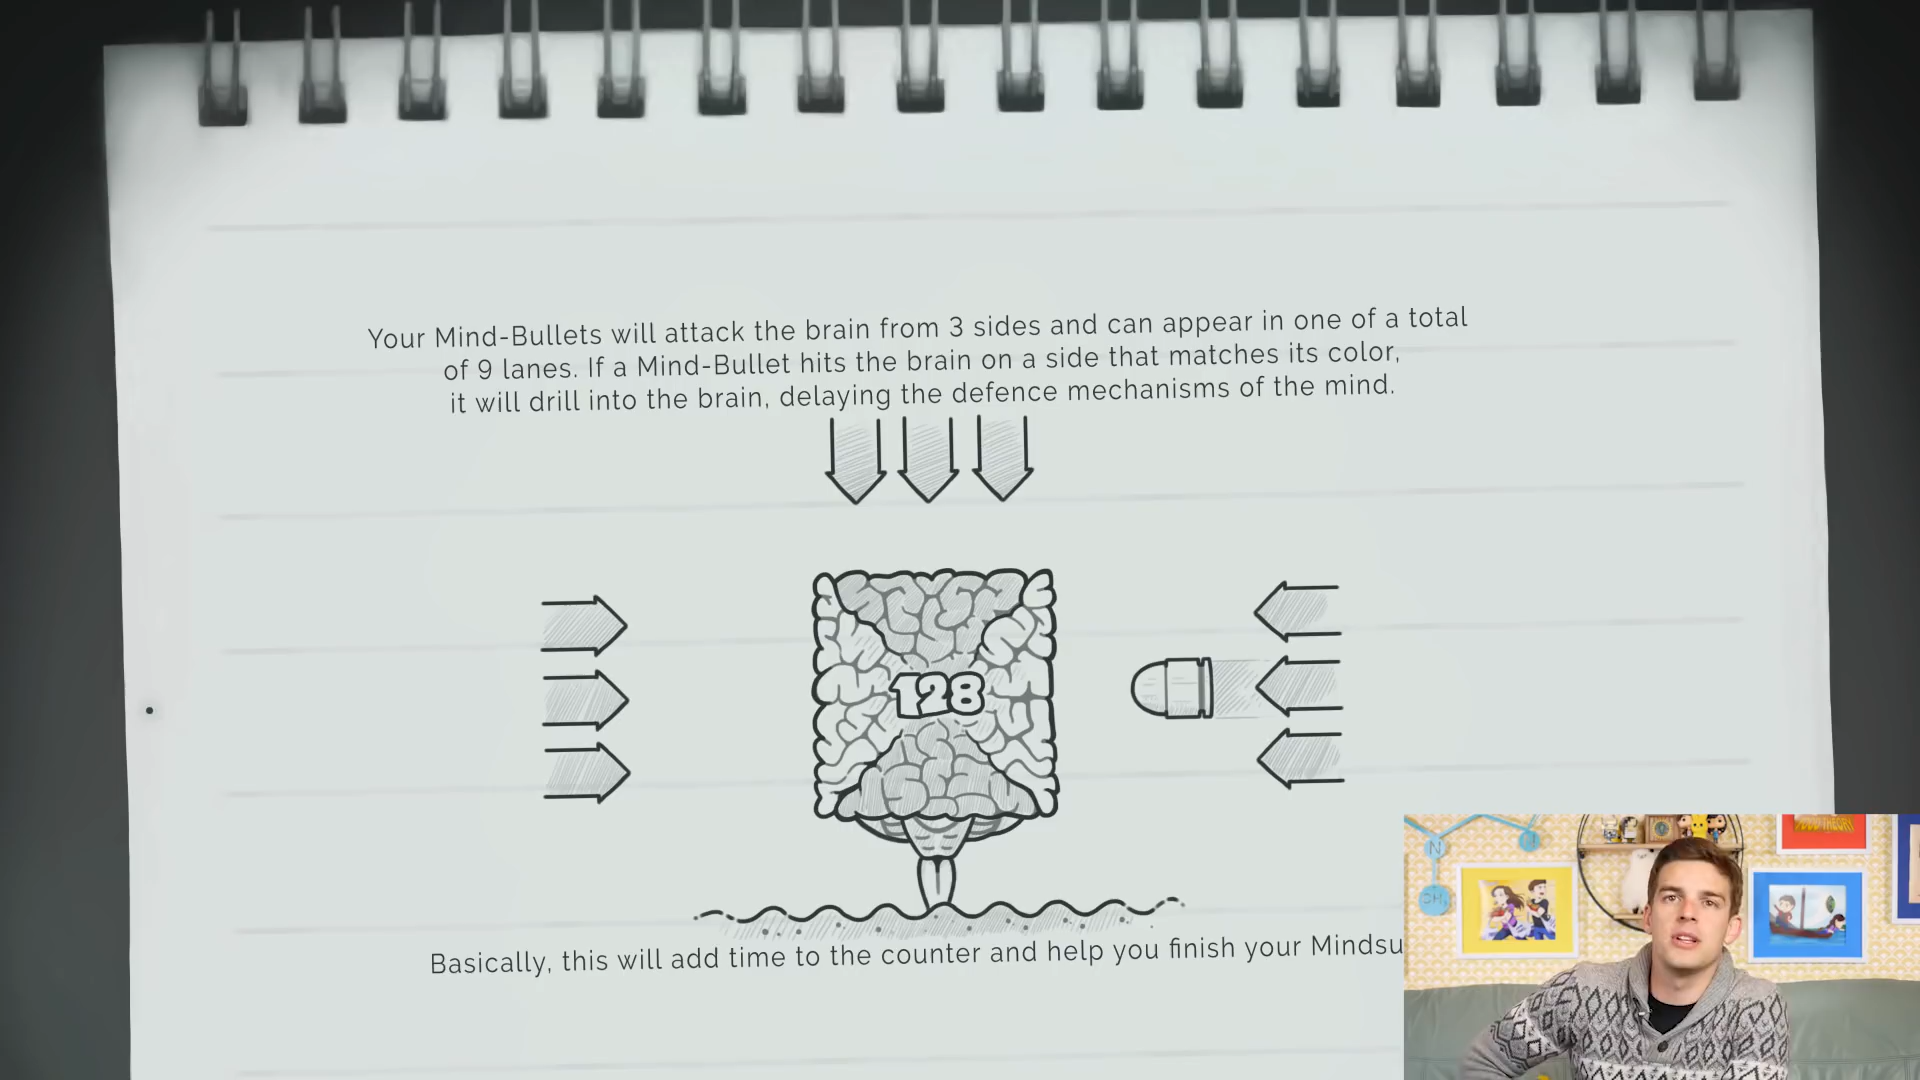 Your Mind-Bullets will attack the brain from 3 sides and can appear in one of a total
of 9 lanes. If a Mind-Bullet hits the brain on a side that matches its color,
it will drill into the brain, delaying the defence mechanisms of the mind.
128
Basically, this will add time to the counter and help you finish your Mindsu
N